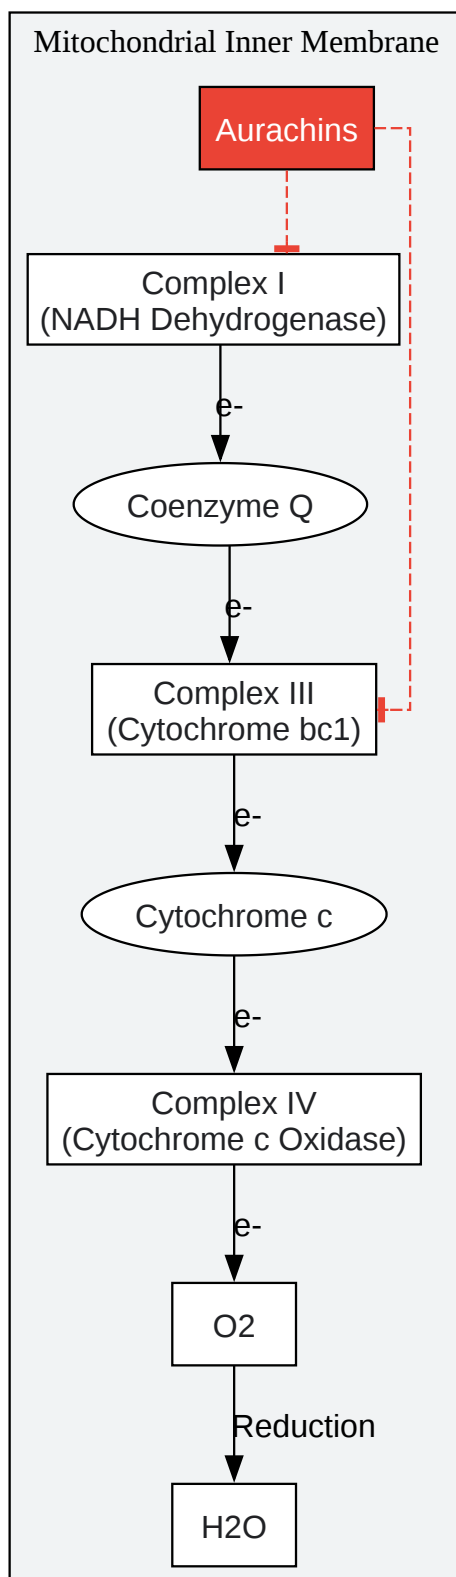 Mitochondrial Inner Membrane
Aurachins
Complex I
(NADH Dehydrogenase)
e-
Coenzyme Q
e-
Complex III
(Cytochrome bc1)
e-
Cytochrome c
e-
Complex IV
(Cytochrome c Oxidase)
e-
O2
Reduction
H2O